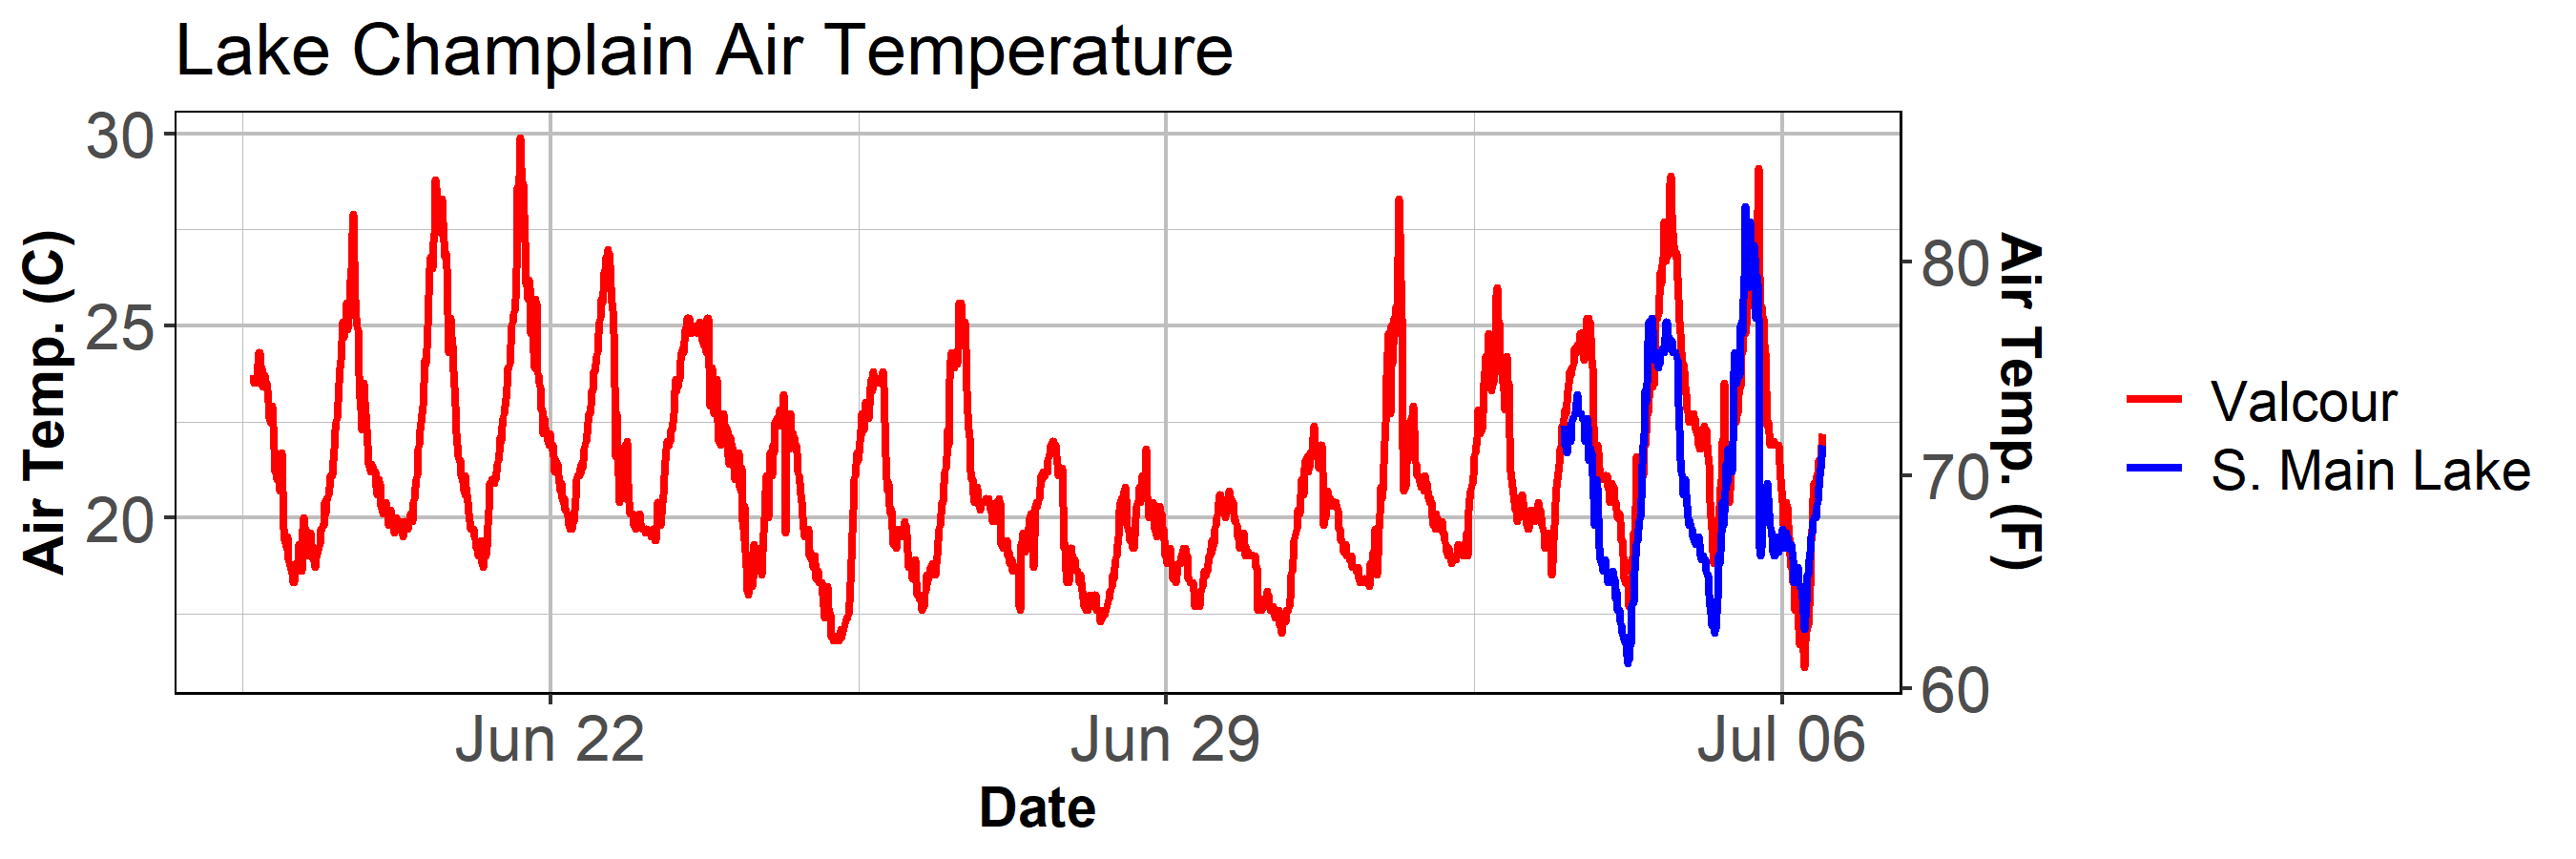 Lake Champlain Air Temperature
30
25
20
Air Temp. (C)
80
70
60
Air Temp. (F)
Valcour
S. Main Lake
Jun 22
Jun 29
Jul 06
Date